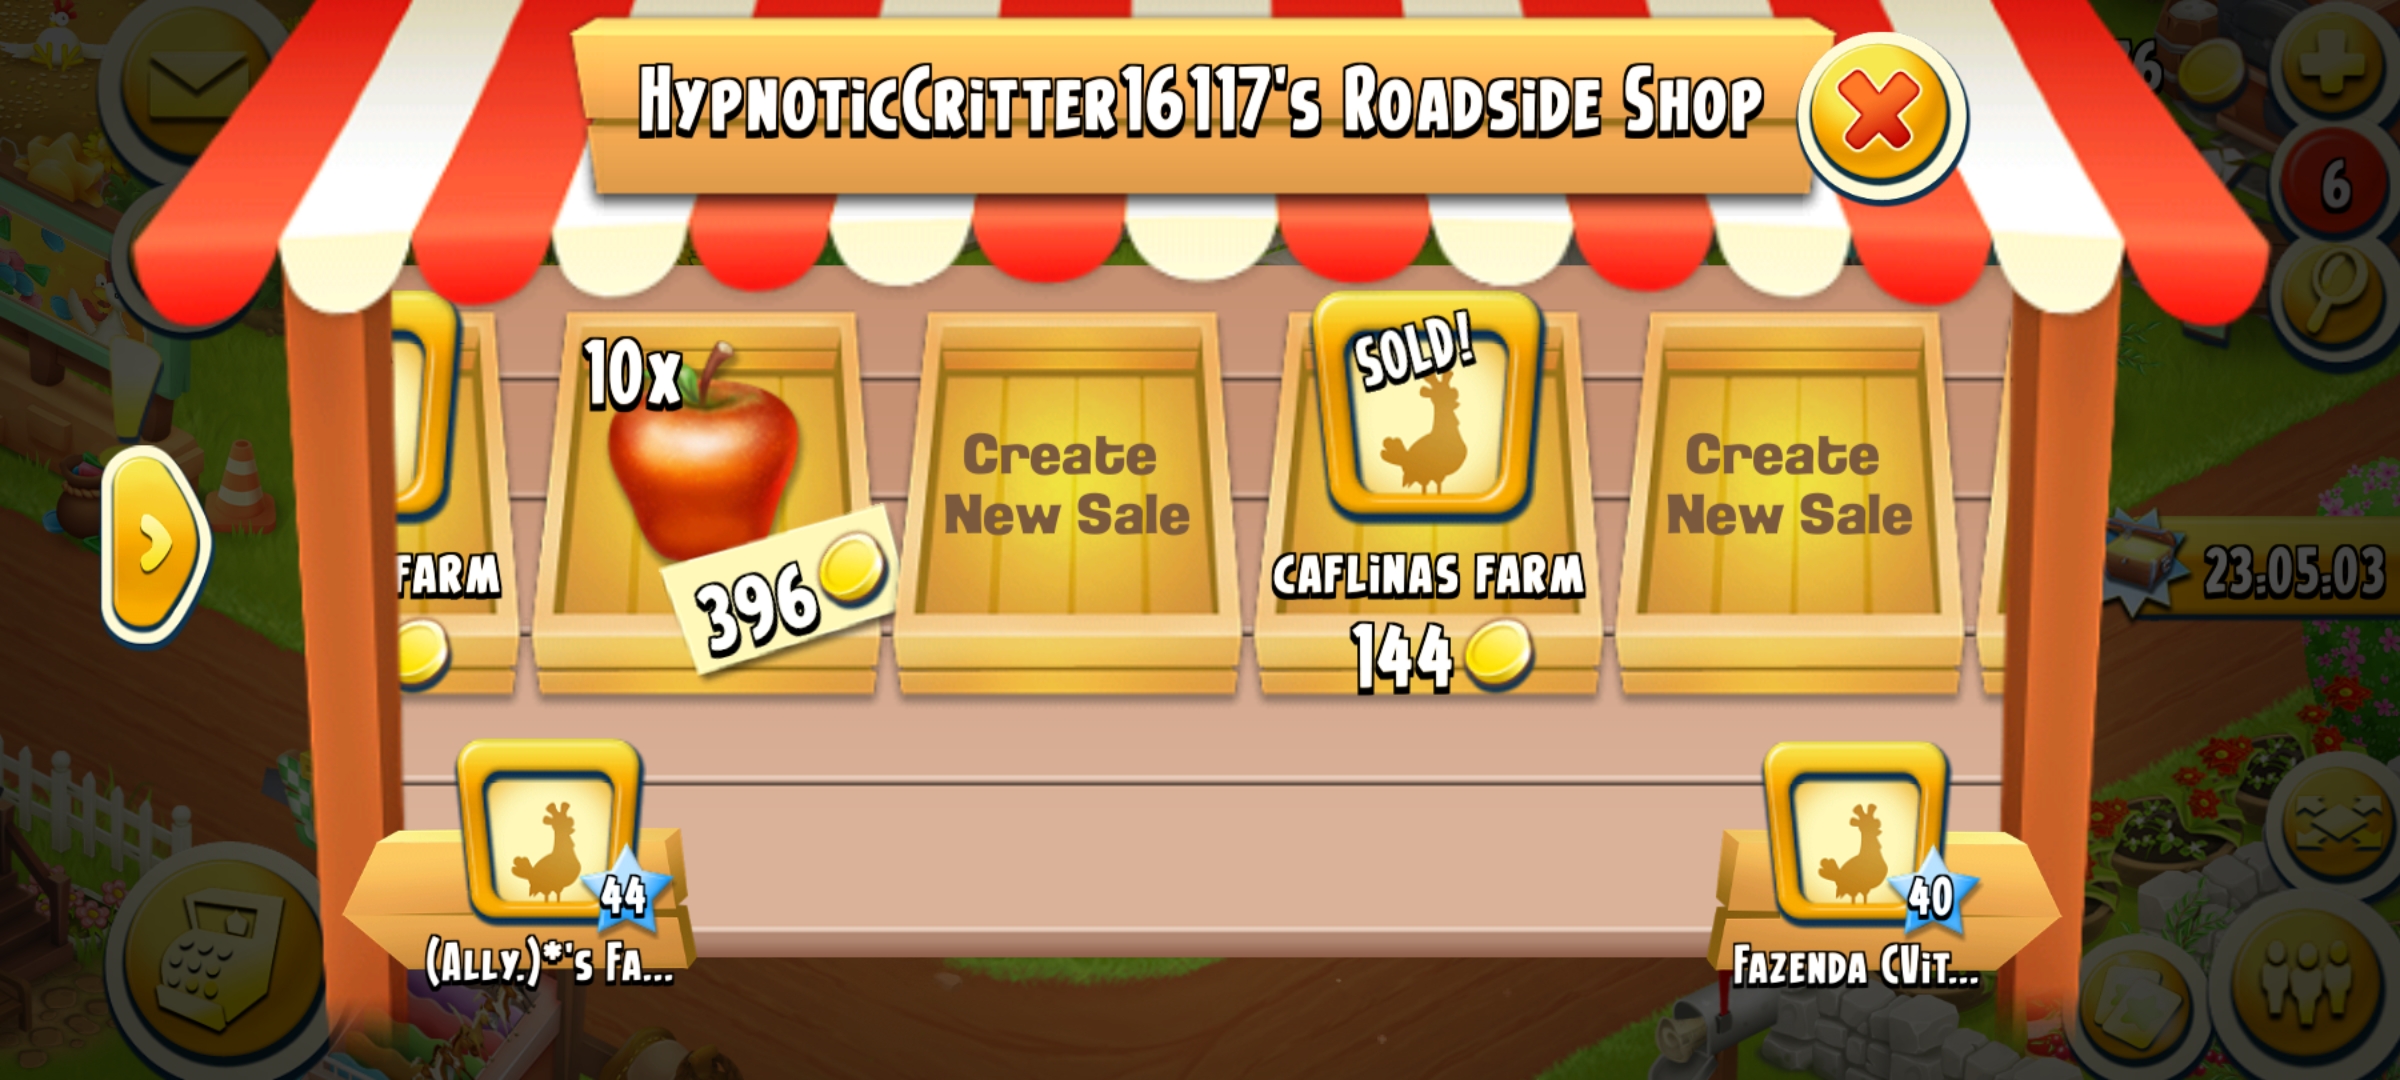 HypnoticCritter16117's Roadside Shop
6
10x
396
Create
New Sale
SOLD!
CAFLINAS FARM
144
Create
New Sale
FARM
23:05:03
44
(Ally.)*'s Fa...
40
Fazenda CVit...